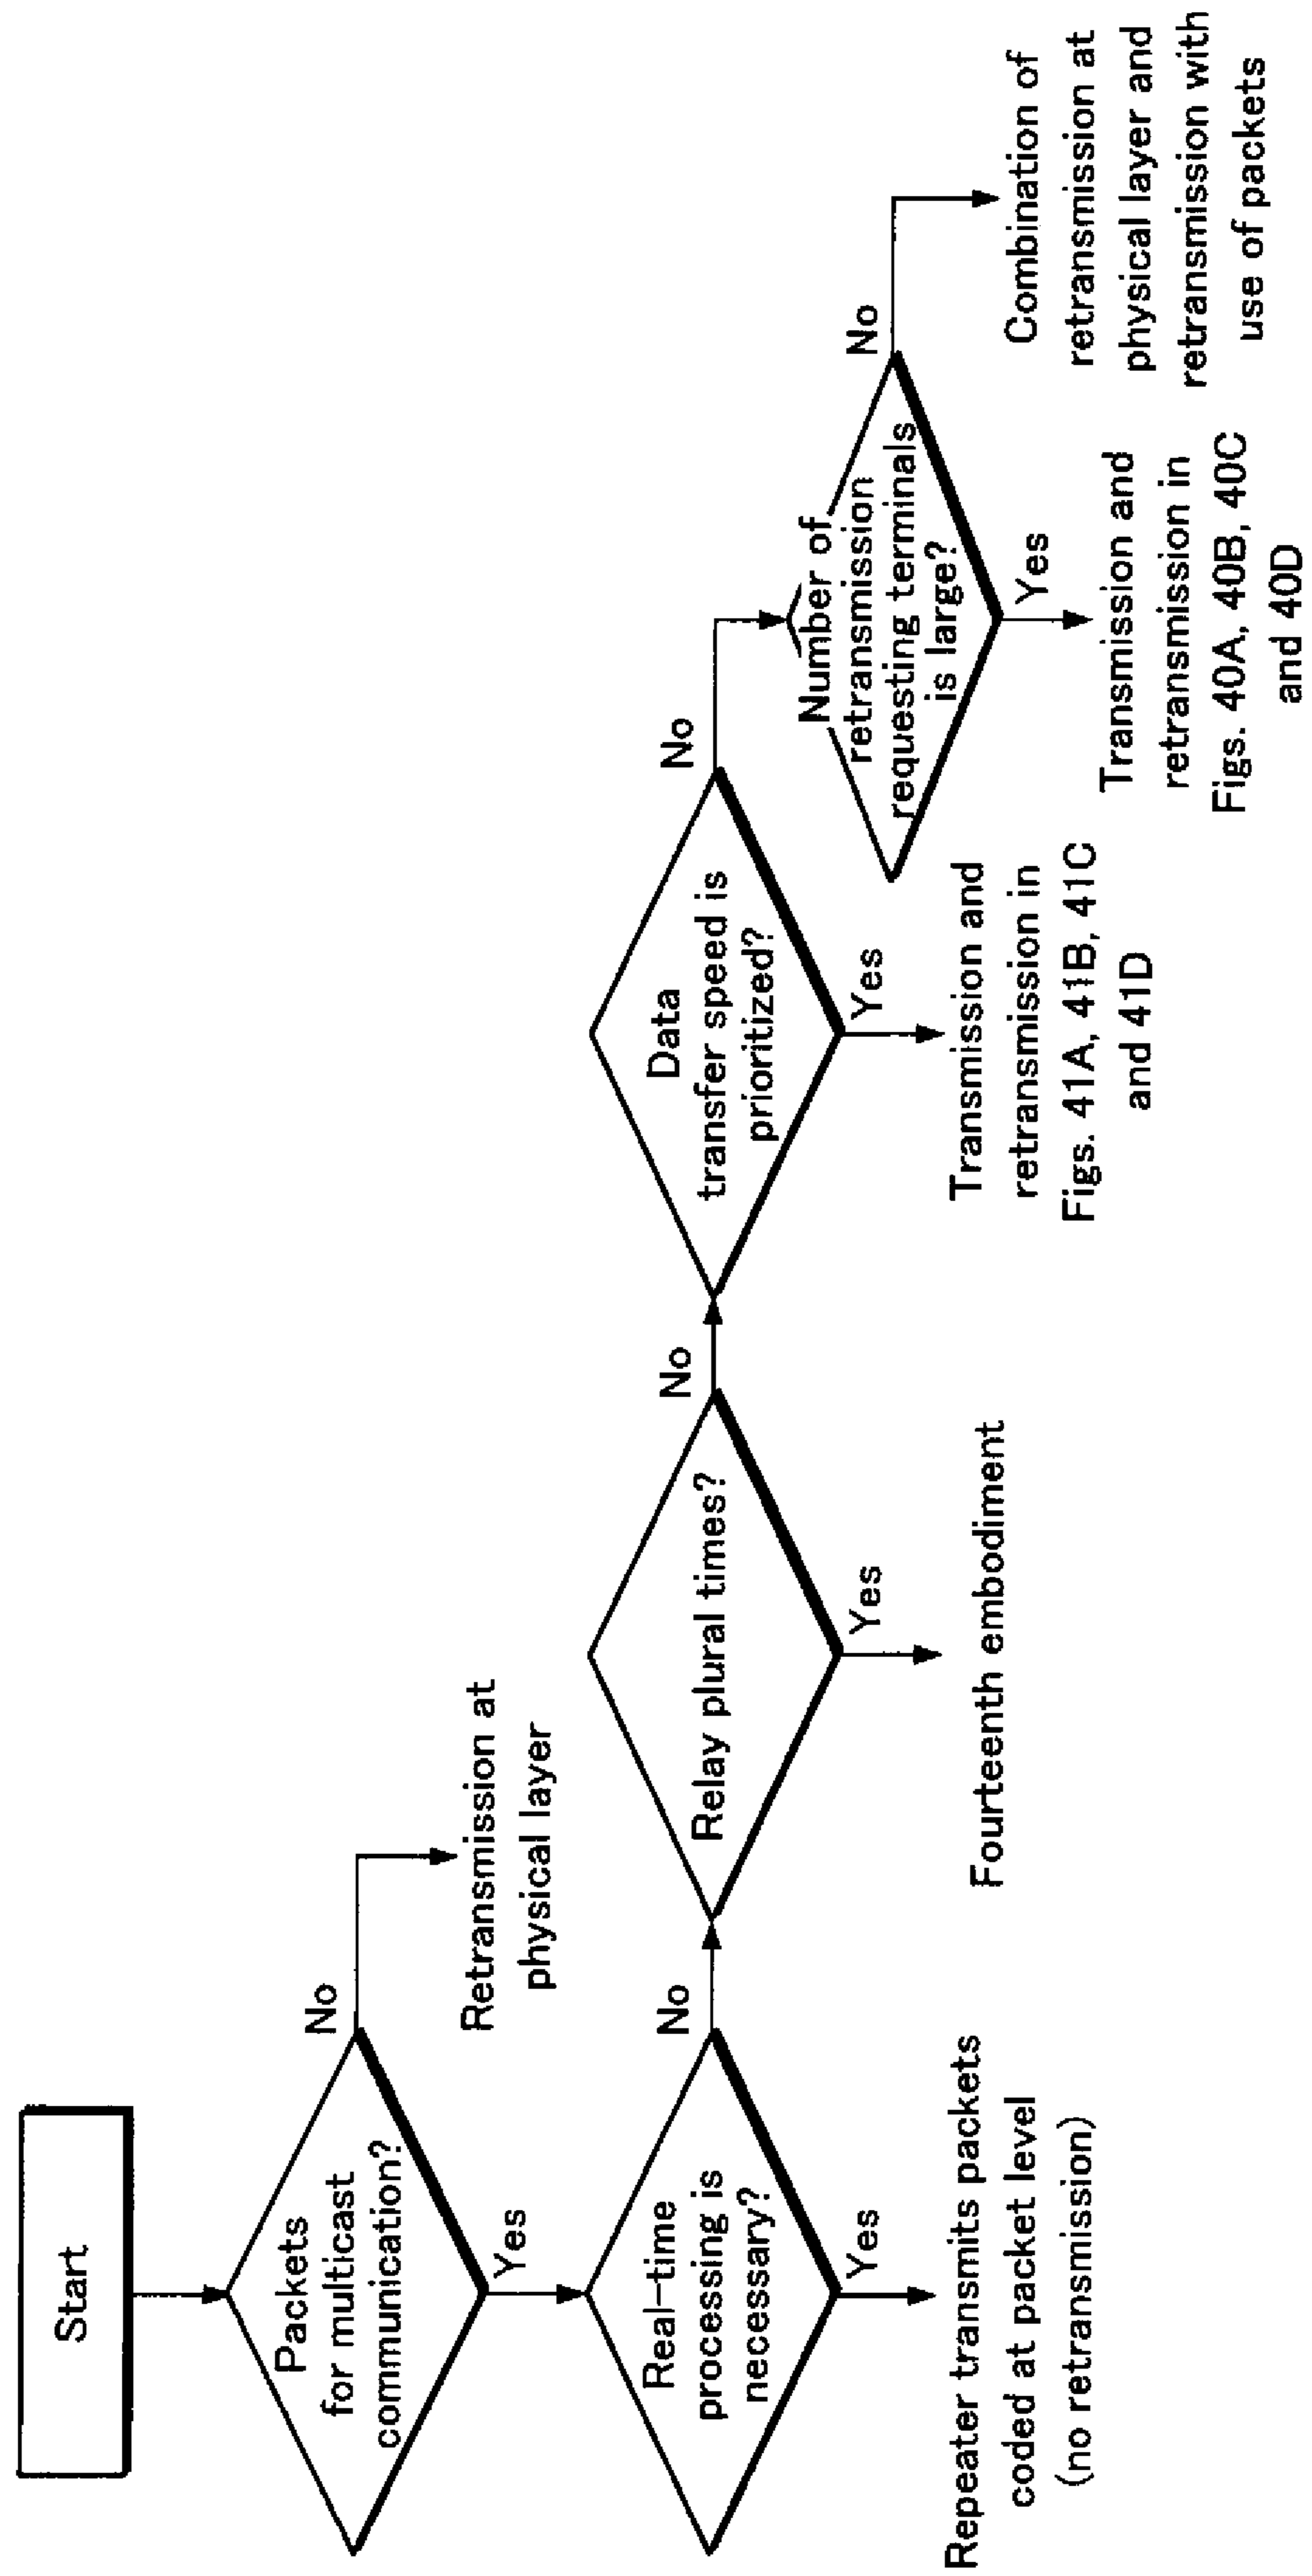 Start
Packets
for multicast
communication?
No
Retransmission at
physical layer
Yes
Real-time
processing is
necessary?
Yes
Repeater transmits packets
coded at packet level
(no retransmission)
No
Relay plural times?
Yes
Fourteenth embodiment
No
Data
transfer speed is
prioritized?
Yes
Transmission and
retransmission in
Figs. 41A, 41B, 41C
and 41D
No
Number of
retransmission
requesting terminals
is large?
Yes
Transmission and
retransmission in
Figs. 40A, 40B, 40C
and 40D
No
Combination of
retransmission at
physical layer and
retransmission with
use of packets